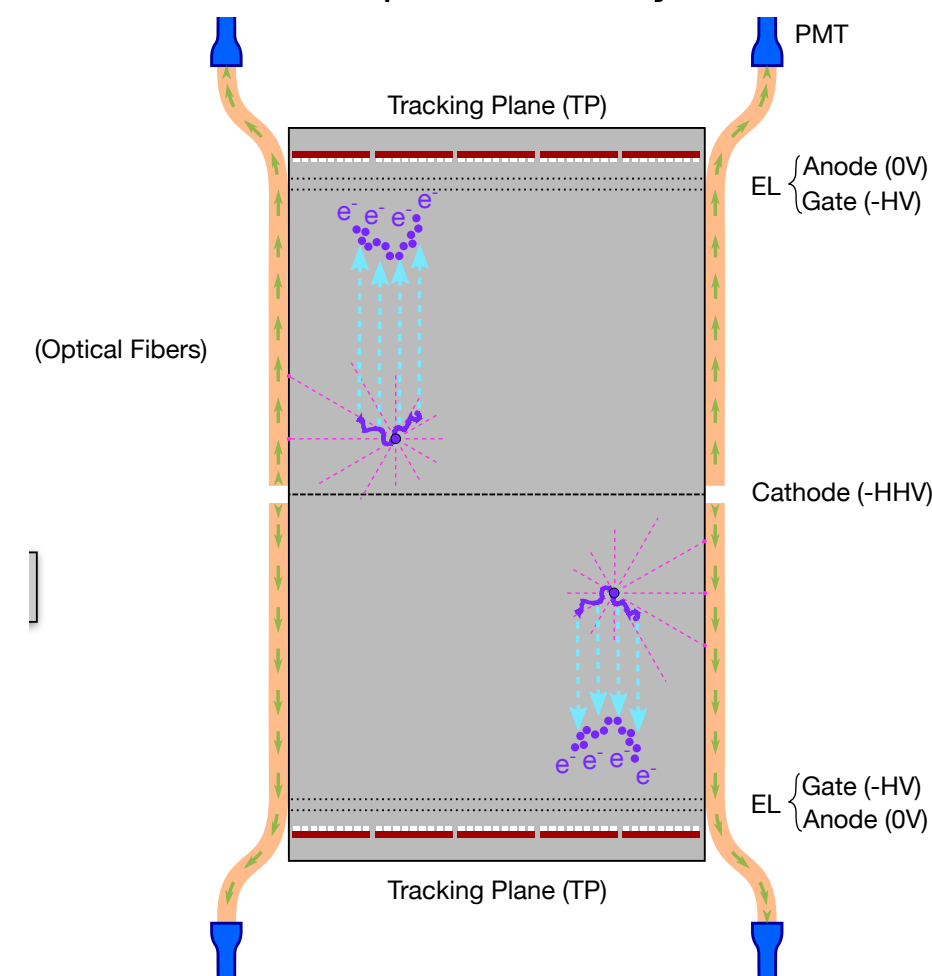 PMT
Tracking Plane (TP)
EL
Anode (0V)
Gate (-HV)
e⁻ e⁻ e⁻ e⁻
(Optical Fibers)
Cathode (-HHV)
e⁻ e⁻ e⁻ e⁻
EL
Gate (-HV)
Anode (0V)
Tracking Plane (TP)